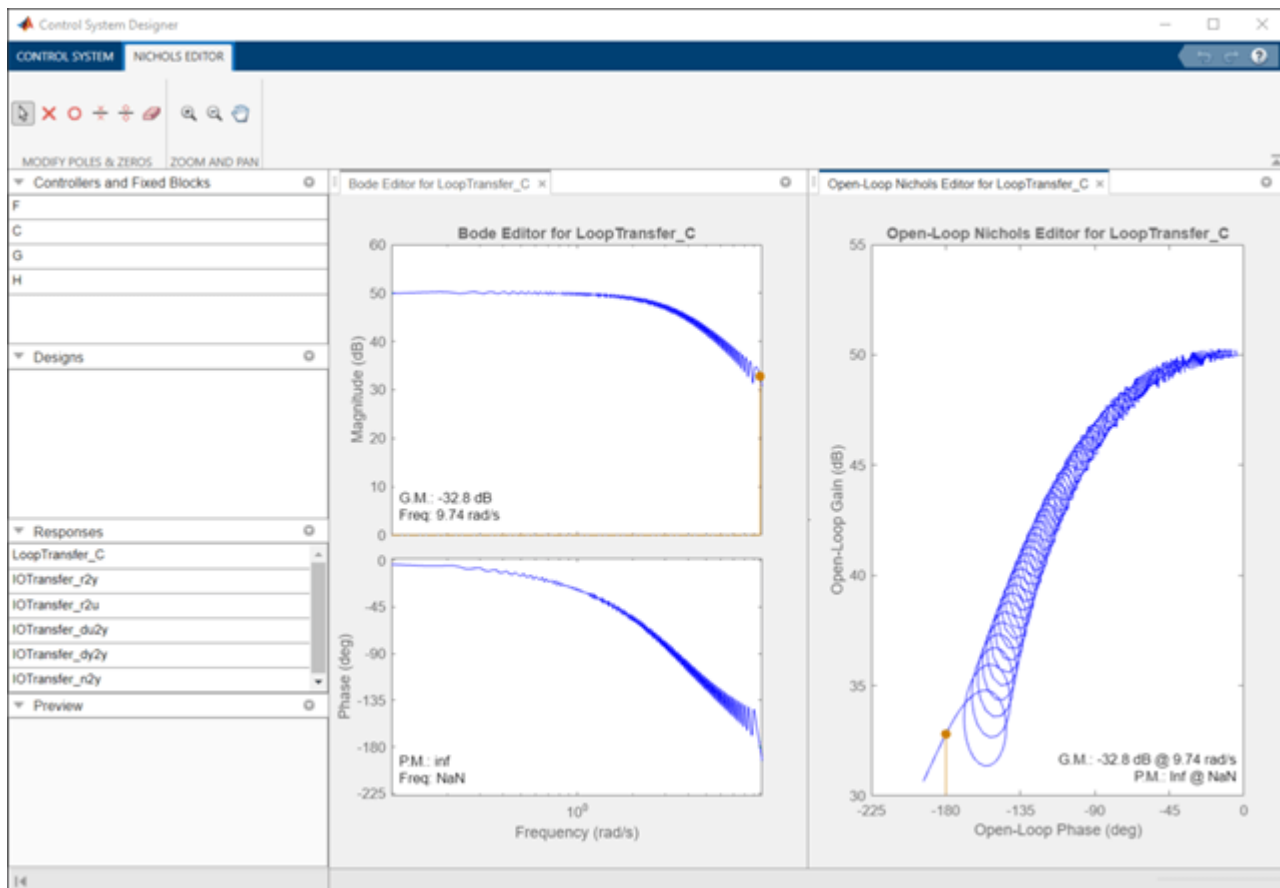 Control System Designer
CONTROL SYSTEM
NICHOLS EDITOR
MODIFY POLES & ZEROS
ZOOM AND PAN
Controllers and Fixed Blocks
F
C
G
H
Designs
Responses
LoopTransfer_C
IOTransfer_r2y
IOTransfer_r2u
IOTransfer_du2y
IOTransfer_dy2y
IOTransfer_n2y
Preview
Bode Editor for LoopTransfer_C
Bode Editor for LoopTransfer_C
60
50
40
30
20
10
0
Magnitude (dB)
G.M.: -32.8 dB
Freq: 9.74 rad/s
0
-45
-90
-135
-180
-225
Phase (deg)
P.M.: inf
Freq: NaN
10⁰
Frequency (rad/s)
Open-Loop Nichols Editor for LoopTransfer_C
Open-Loop Nichols Editor for LoopTransfer_C
55
50
45
40
35
30
Open-Loop Gain (dB)
G.M.: -32.8 dB @ 9.74 rad/s
P.M.: Inf @ NaN
-225
-180
-135
-90
-45
0
Open-Loop Phase (deg)